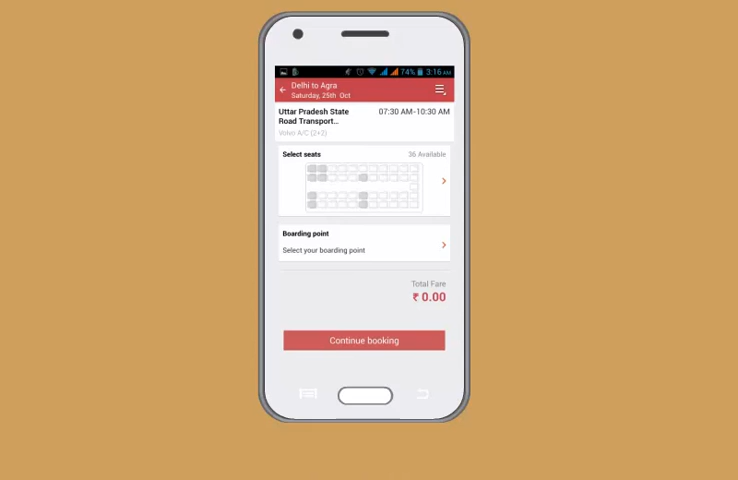 74% 3:16 AM
Delhi to Agra
Saturday, 25th Oct
Uttar Pradesh State 07:30 AM-10:30 AM
Road Transport...
Volvo A/C (2+2)
Select seats 36 Available
Boarding point
Select your boarding point
Total Fare
₹ 0.00
Continue booking